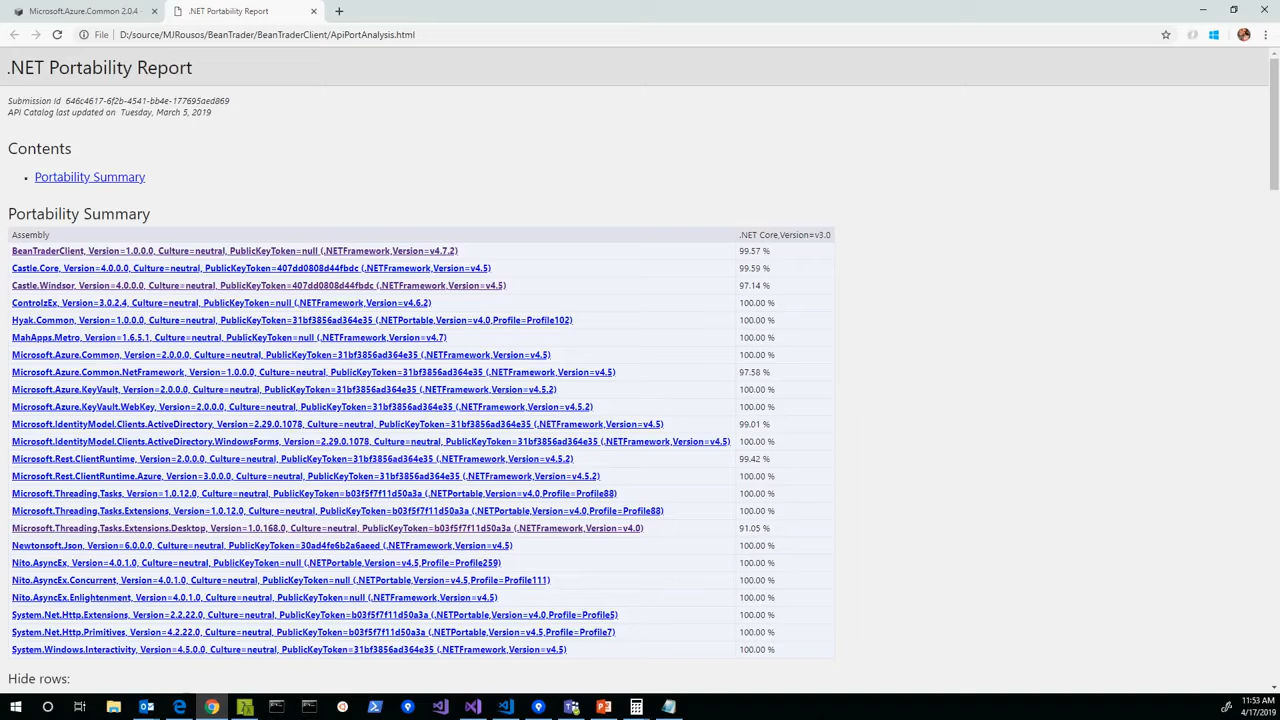 Microsoft.Azure.Common 2.0.4 -
.NET Portability Report
File
D:/source/MJRousos/BeanTrader/BeanTraderClient/ApiPortAnalysis.html
.NET Portability Report
Submission Id 646c4617-6f2b-4541-bb4e-177695aed869
API Catalog last updated on Tuesday, March 5, 2019
Contents
Portability Summary
Portability Summary
Assembly .NET Core,Version=v3.0
BeanTraderClient, Version=1.0.0.0, Culture=neutral, PublicKeyToken=null (.NETFramework,Version=v4.7.2) 99.57 %
Castle.Core, Version=4.0.0.0, Culture=neutral, PublicKeyToken=407dd0808d44fbdc (.NETFramework,Version=v4.5) 99.59 %
Castle.Windsor, Version=4.0.0.0, Culture=neutral, PublicKeyToken=407dd0808d44fbdc (.NETFramework,Version=v4.5) 97.14 %
ControlzEx, Version=3.0.2.4, Culture=neutral, PublicKeyToken=null (.NETFramework,Version=v4.6.2) 100.00 %
Hyak.Common, Version=1.0.0.0, Culture=neutral, PublicKeyToken=31bf3856ad364e35 (.NETPortable,Version=v4.0,Profile=Profile102) 100.00 %
MahApps.Metro, Version=1.6.5.1, Culture=neutral, PublicKeyToken=null (.NETFramework,Version=v4.7) 100.00 %
Microsoft.Azure.Common, Version=2.0.0.0, Culture=neutral, PublicKeyToken=31bf3856ad364e35 (.NETFramework,Version=v4.5) 100.00 %
Microsoft.Azure.Common.NetFramework, Version=1.0.0.0, Culture=neutral, PublicKeyToken=31bf3856ad364e35 (.NETFramework,Version=v4.5) 97.58 %
Microsoft.Azure.KeyVault, Version=2.0.0.0, Culture=neutral, PublicKeyToken=31bf3856ad364e35 (.NETFramework,Version=v4.5.2) 100.00 %
Microsoft.Azure.KeyVault.WebKey, Version=2.0.0.0, Culture=neutral, PublicKeyToken=31bf3856ad364e35 (.NETFramework,Version=v4.5.2) 100.00 %
Microsoft.IdentityModel.Clients.ActiveDirectory, Version=2.29.0.1078, Culture=neutral, PublicKeyToken=31bf3856ad364e35 (.NETFramework,Version=v4.5) 99.01 %
Microsoft.IdentityModel.Clients.ActiveDirectory.WindowsForms, Version=2.29.0.1078, Culture=neutral, PublicKeyToken=31bf3856ad364e35 (.NETFramework,Version=v4.5) 100.00 %
Microsoft.Rest.ClientRuntime, Version=2.0.0.0, Culture=neutral, PublicKeyToken=31bf3856ad364e35 (.NETFramework,Version=v4.5.2) 99.42 %
Microsoft.Rest.ClientRuntime.Azure, Version=3.0.0.0, Culture=neutral, PublicKeyToken=31bf3856ad364e35 (.NETFramework,Version=v4.5.2) 100.00 %
Microsoft.Threading.Tasks, Version=1.0.12.0, Culture=neutral, PublicKeyToken=b03f5f7f11d50a3a (.NETPortable,Version=v4.0,Profile=Profile88) 100.00 %
Microsoft.Threading.Tasks.Extensions, Version=1.0.12.0, Culture=neutral, PublicKeyToken=b03f5f7f11d50a3a (.NETPortable,Version=v4.0,Profile=Profile88) 100.00 %
Microsoft.Threading.Tasks.Extensions.Desktop, Version=1.0.168.0, Culture=neutral, PublicKeyToken=b03f5f7f11d50a3a (.NETFramework,Version=v4.0) 91.05 %
Newtonsoft.Json, Version=6.0.0.0, Culture=neutral, PublicKeyToken=30ad4fe6b2a6aeed (.NETFramework,Version=v4.5) 100.00 %
Nito.AsyncEx, Version=4.0.1.0, Culture=neutral, PublicKeyToken=null (.NETPortable,Version=v4.5,Profile=Profile259) 100.00 %
Nito.AsyncEx.Concurrent, Version=4.0.1.0, Culture=neutral, PublicKeyToken=null (.NETPortable,Version=v4.5,Profile=Profile111) 100.00 %
Nito.AsyncEx.Enlightenment, Version=4.0.1.0, Culture=neutral, PublicKeyToken=null (.NETFramework,Version=v4.5) 100.00 %
System.Net.Http.Extensions, Version=2.2.22.0, Culture=neutral, PublicKeyToken=b03f5f7f11d50a3a (.NETPortable,Version=v4.0,Profile=Profile5) 100.00 %
System.Net.Http.Primitives, Version=4.2.22.0, Culture=neutral, PublicKeyToken=b03f5f7f11d50a3a (.NETPortable,Version=v4.5,Profile=Profile7) 100.00 %
System.Windows.Interactivity, Version=4.5.0.0, Culture=neutral, PublicKeyToken=31bf3856ad364e35 (.NETFramework,Version=v4.5) 100.00 %
Hide rows:
11:53 AM
4/17/2019